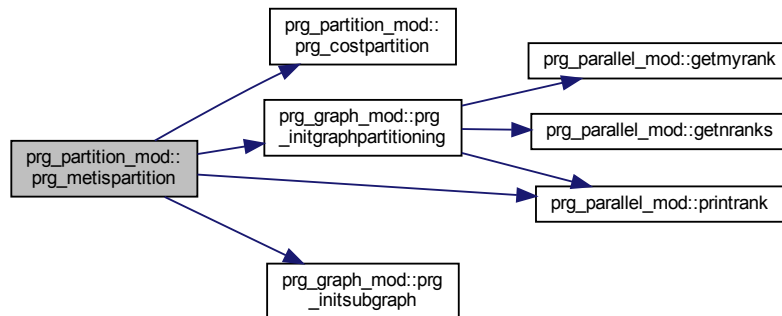 prg_partition_mod::
prg_metispartition
prg_partition_mod::
prg_costpartition
prg_graph_mod::prg
_initgraphpartitioning
prg_graph_mod::prg
_initsubgraph
prg_parallel_mod::getmyrank
prg_parallel_mod::getnranks
prg_parallel_mod::printrank